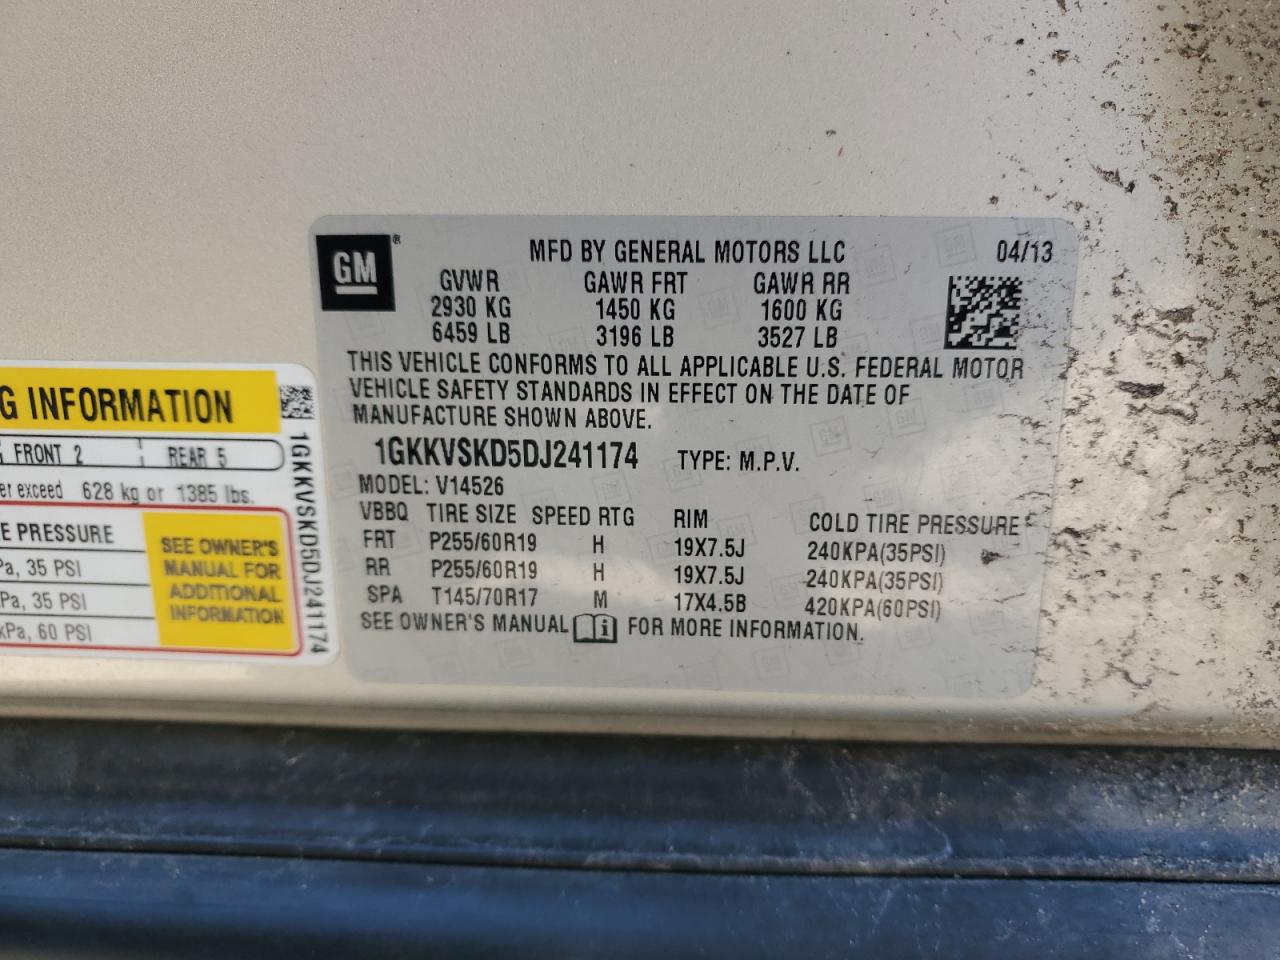 GM®
MFD BY GENERAL MOTORS LLC 04/13
GVWR GAWR FRT GAWR RR
2930 KG 1450 KG 1600 KG
6459 LB 3196 LB 3527 LB
THIS VEHICLE CONFORMS TO ALL APPLICABLE U.S. FEDERAL MOTOR
VEHICLE SAFETY STANDARDS IN EFFECT ON THE DATE OF
MANUFACTURE SHOWN ABOVE.
1GKKVSKD5DJ241174 TYPE: M.P.V.
MODEL: V14526
VBBQ TIRE SIZE SPEED RTG RIM COLD TIRE PRESSURE
FRT P255/60R19 H 19X7.5J 240KPA(35PSI)
RR P255/60R19 H 19X7.5J 240KPA(35PSI)
SPA T145/70R17 M 17X4.5B 420KPA(60PSI)
SEE OWNER'S MANUAL FOR MORE INFORMATION.
G INFORMATION
FRONT 2 REAR 5
er exceed 628 kg or 1385 lbs.
E PRESSURE
Pa, 35 PSI
Pa, 35 PSI
kPa, 60 PSI
SEE OWNER'S
MANUAL FOR
ADDITIONAL
INFORMATION
1GKKVSKD5DJ241174